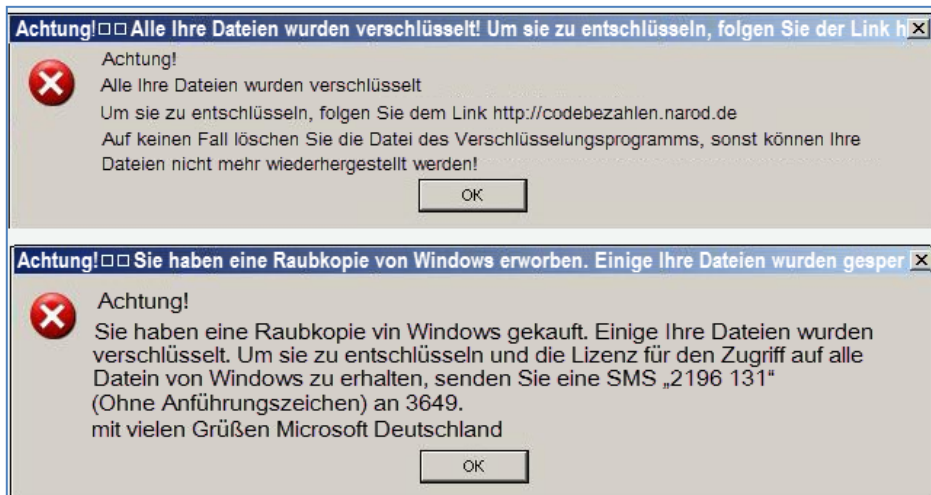 Achtung!□□Alle Ihre Dateien wurden verschlüsselt! Um sie zu entschlüsseln, folgen Sie der Link h
Achtung!
Alle Ihre Dateien wurden verschlüsselt
Um sie zu entschlüsseln, folgen Sie dem Link http://codebezahlen.narod.de
Auf keinen Fall löschen Sie die Datei des Verschlüsselungsprogramms, sonst können Ihre
Dateien nicht mehr wiederhergestellt werden!
OK
Achtung!□□Sie haben eine Raubkopie von Windows erworben. Einige Ihre Dateien wurden gesper
Achtung!
Sie haben eine Raubkopie vin Windows gekauft. Einige Ihre Dateien wurden
verschlüsselt. Um sie zu entschlüsseln und die Lizenz für den Zugriff auf alle
Datein von Windows zu erhalten, senden Sie eine SMS „2196 131“
(Ohne Anführungszeichen) an 3649.
mit vielen Grüßen Microsoft Deutschland
OK